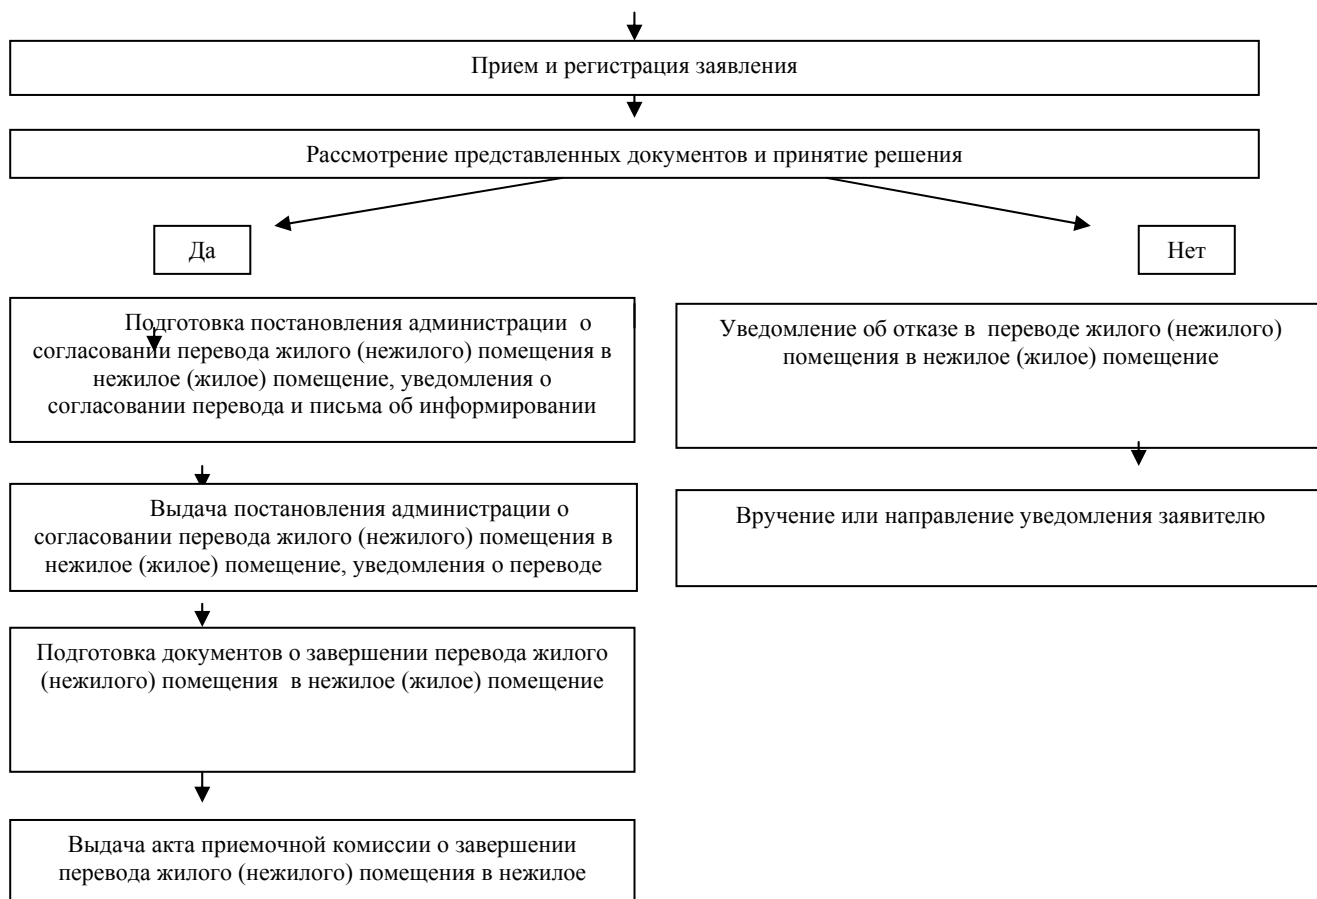 Прием и регистрация заявления
Рассмотрение представленных документов и принятие решения
Да
Нет
Подготовка постановления администрации о
согласовании перевода жилого (нежилого) помещения в
нежилое (жилое) помещение, уведомления о
согласовании перевода и письма об информировании
Уведомление об отказе в переводе жилого (нежилого)
помещения в нежилое (жилое) помещение
Выдача постановления администрации о
согласовании перевода жилого (нежилого) помещения в
нежилое (жилое) помещение, уведомления о переводе
Вручение или направление уведомления заявителю
Подготовка документов о завершении перевода жилого
(нежилого) помещения в нежилое (жилое) помещение
Выдача акта приемочной комиссии о завершении
перевода жилого (нежилого) помещения в нежилое